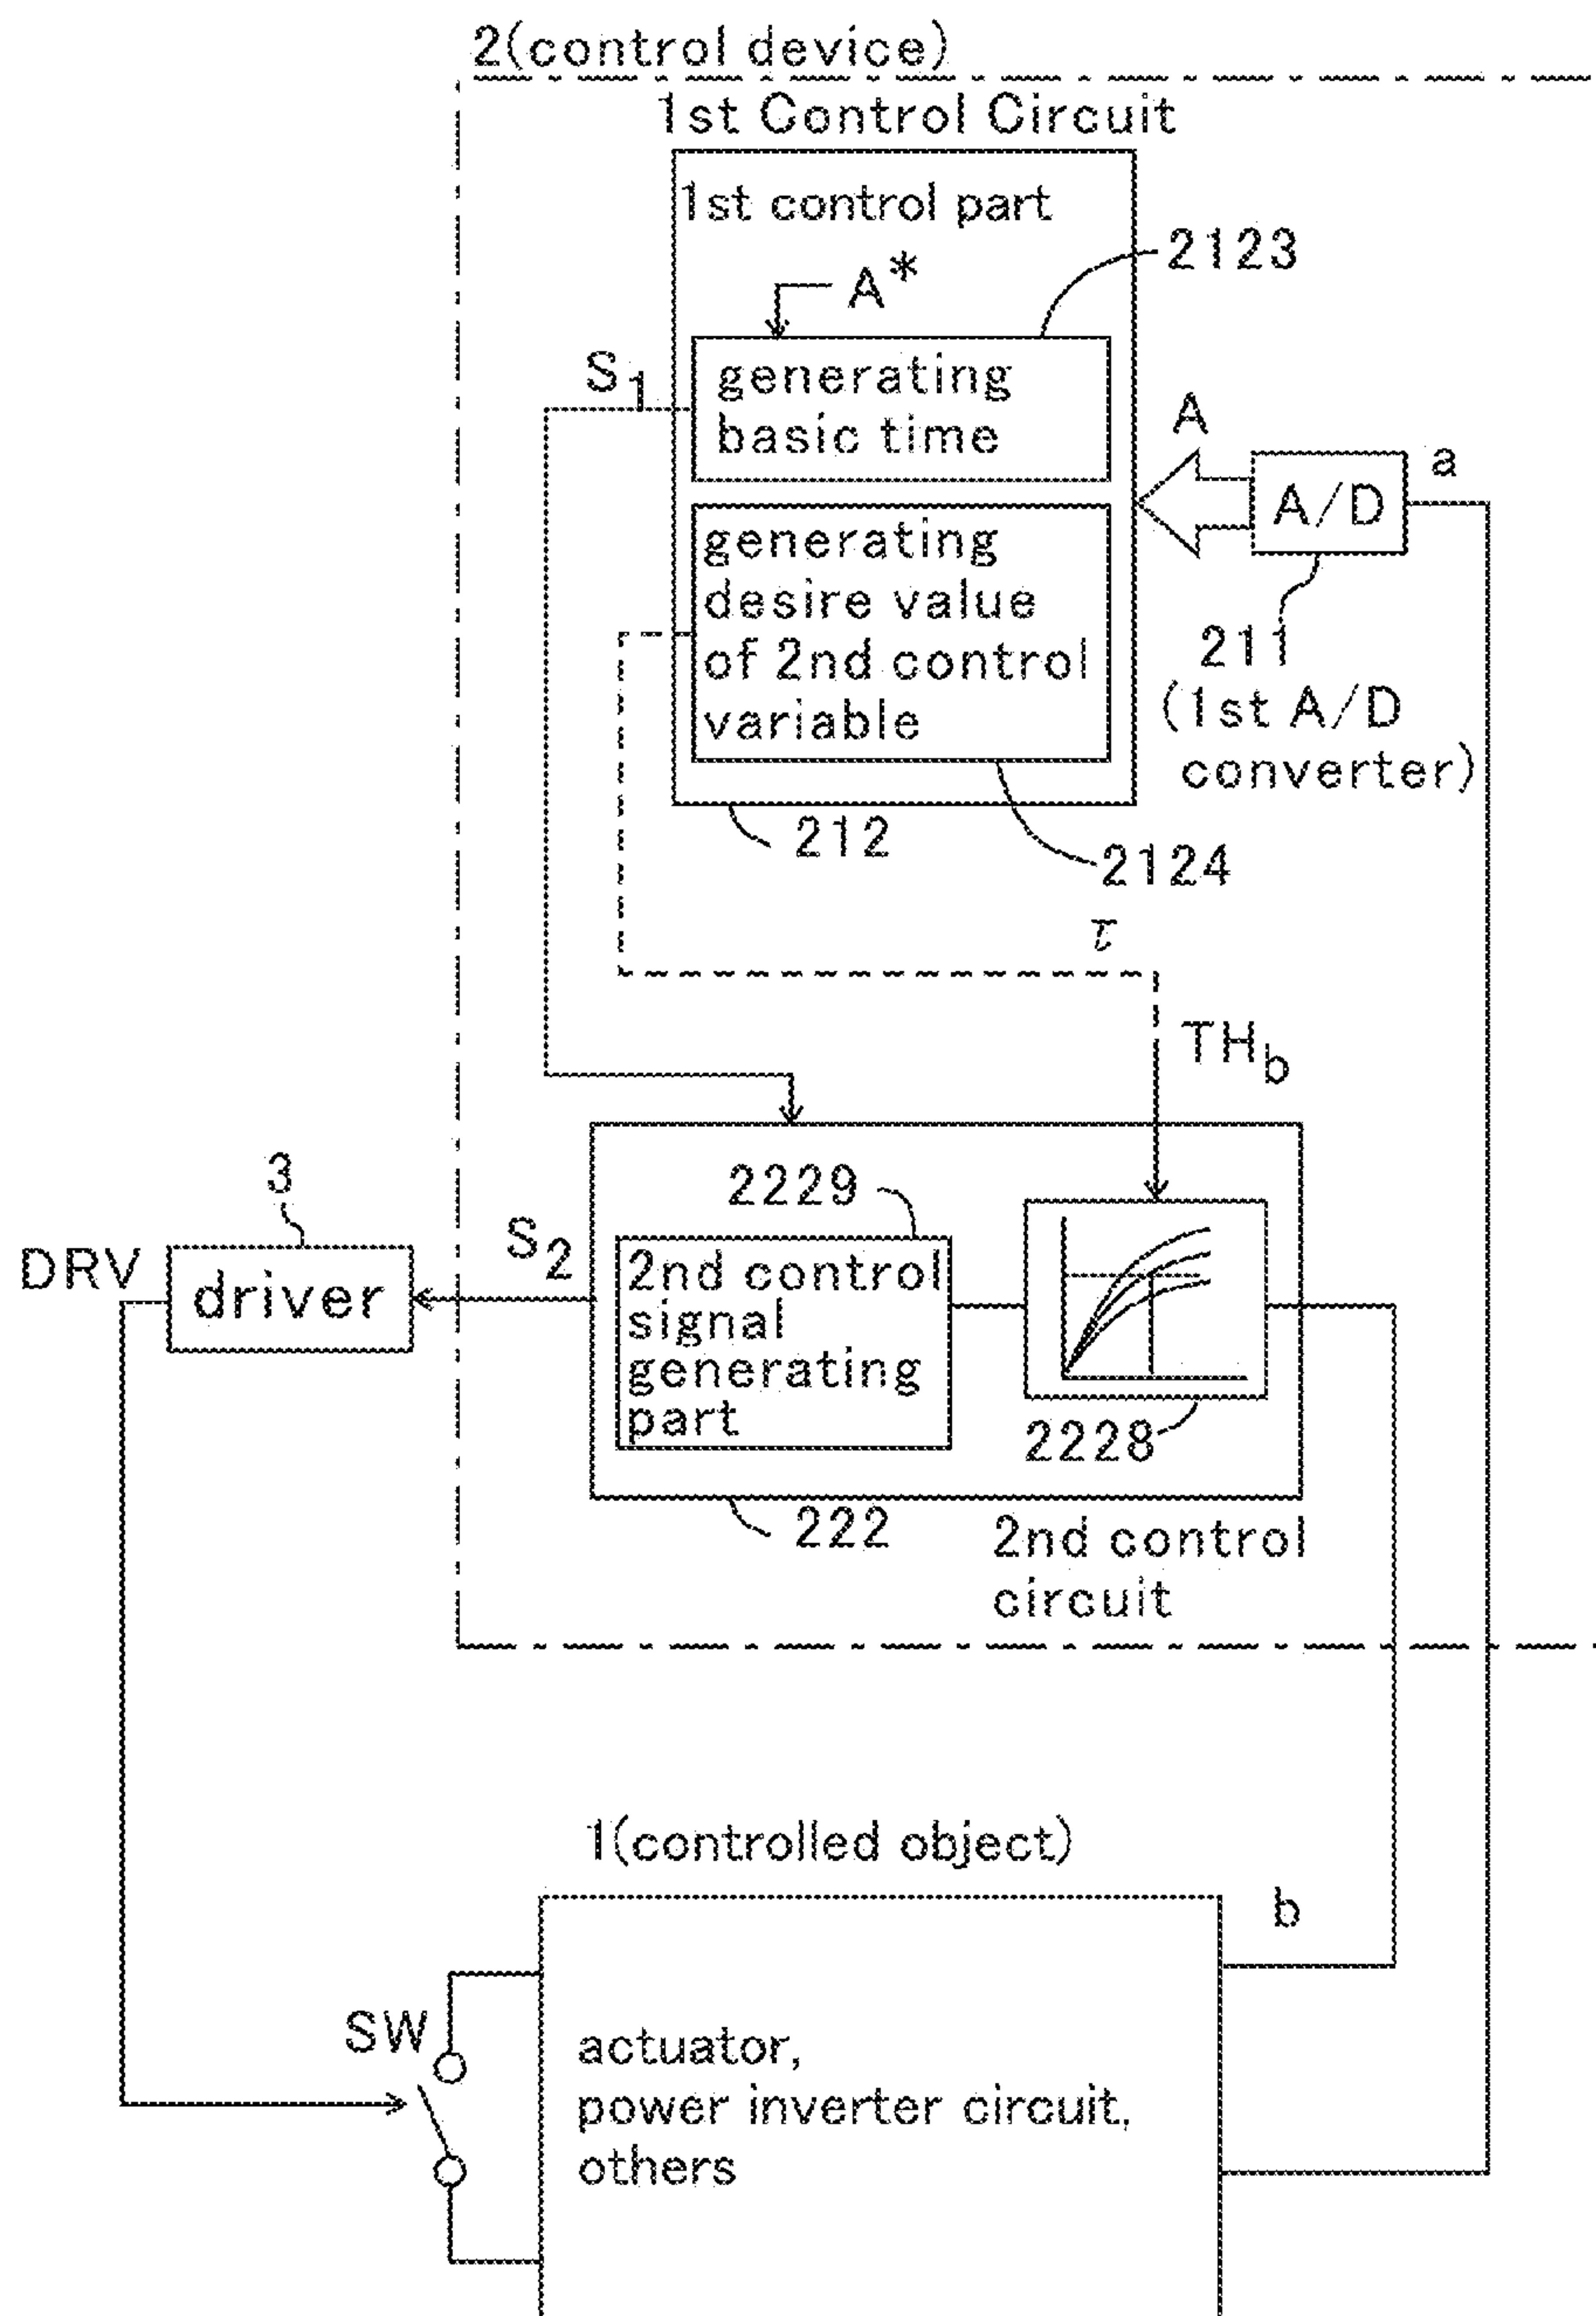 2(control device)
1st Control Circuit
1st control part
2123
A*
S1
generating
basic time
A
a
A/D
generating
desire value
of 2nd control
variable
211
(1st A/D
converter)
212
2124
τ
THb
3
2229
S2
DRV
driver
2nd control
signal
generating
part
2228
222
2nd control
circuit
1(controlled object)
b
SW
actuator,
power inverter circuit,
others